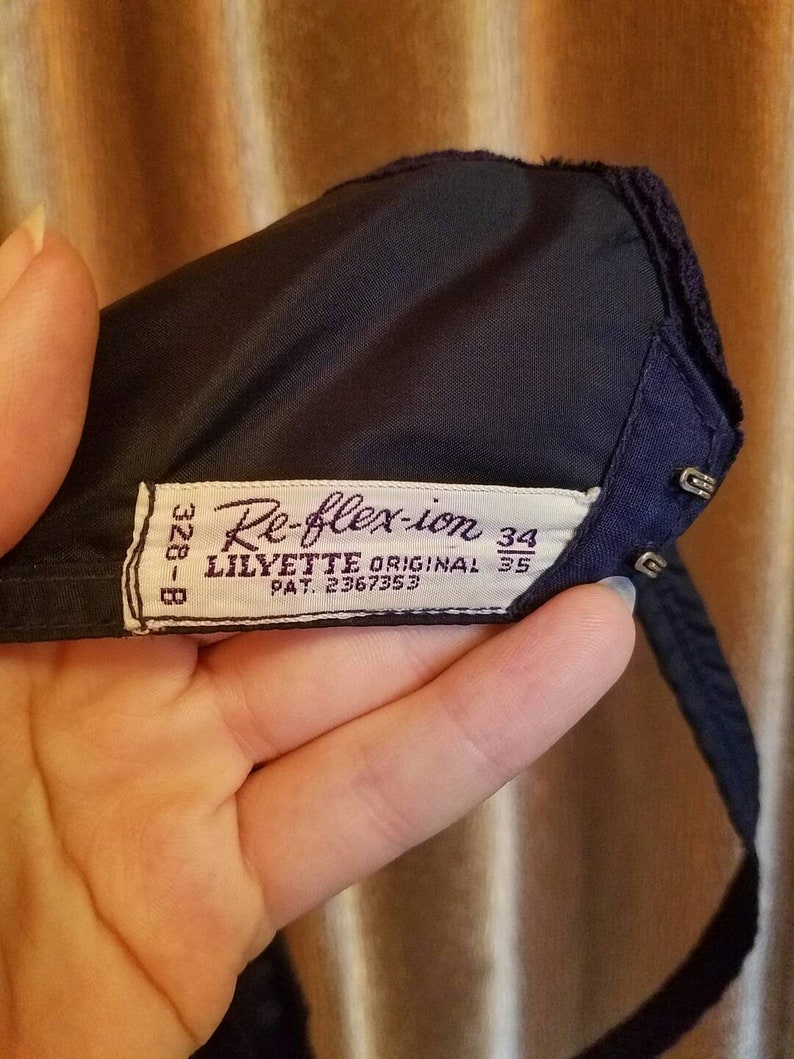 328-B
Re-flex-ion
LILYETTE ORIGINAL
PAT. 2367353
34
35